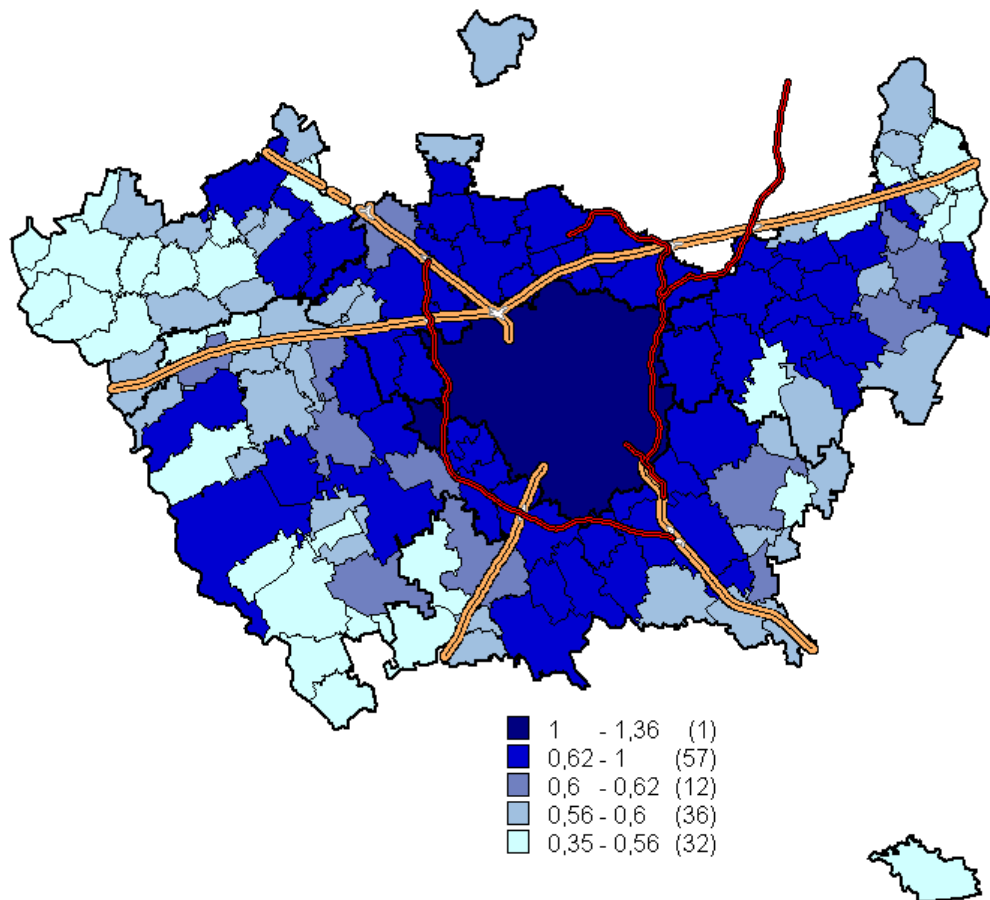 1 - 1,36 (1)
0,62 - 1 (57)
0,6 - 0,62 (12)
0,56 - 0,6 (36)
0,35 - 0,56 (32)